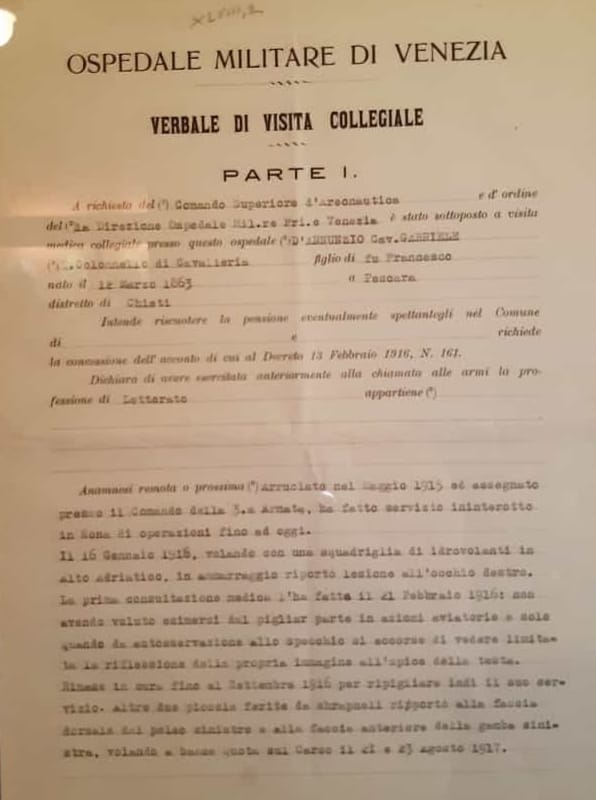 XLVIII,2
OSPEDALE MILITARE DI VENEZIA
VERBALE DI VISITA COLLEGIALE
PARTE I.
A richiesta del (¹) Comando Superiore d'Areonautica e d' ordine
del (²) La Direzione Ospedale Mil.re Pri.e Venezia è stato sottoposto a visita
medica collegiale presso questo ospedale (³) D'ANNUNZIO Cav.GABRIELE
T.Colonnello di Cavalleria figlio di fu Francesco
nato il 12 Marzo 1863 a Pescara
distretto di Chieti
Intende riscuotere la pensione eventualmente spettantegli nel Comune
di e richiede
la concessione dell' acconto di cui al Decreto 13 Febbraio 1916, N. 161.
Dichiara di avere esercitata anteriormente alla chiamata alle armi la pro-
fessione di Letterato appartiene
Anamnesi remota o prossima Arruolato nel Maggio 1915 ed assegnato
presso il Comando della 3.a Armata, ha fatto servizio ininterotto
in Zona di operazioni fino ad oggi.
Il 16 Gennaio 1916, volando con una squadriglia di idrovolanti in
Alto adriatico, in ammarraggio riportò lesione all'occhio destro.
La prima consultazione medica l'ha fatta il 21 Febbraio 1916: non
avendo voluto esimersi dal pigliar parte in azioni aviatorie e solo
quando da autosservazione allo specchio si accorse di vedere limita-
ta la riflessione della propria immagine all'apice della testa.
Rimase in cura fino al Settembre 1916 per ripigliare indi il suo ser-
vizio. Altre due piccole ferite da shrapnell riportò alla faccia
dorsale del polso sinistro e alla faccia anteriore della gamba sini-
stra, volando a bassa quota sul Carso il 21 e 23 Agosto 1917.